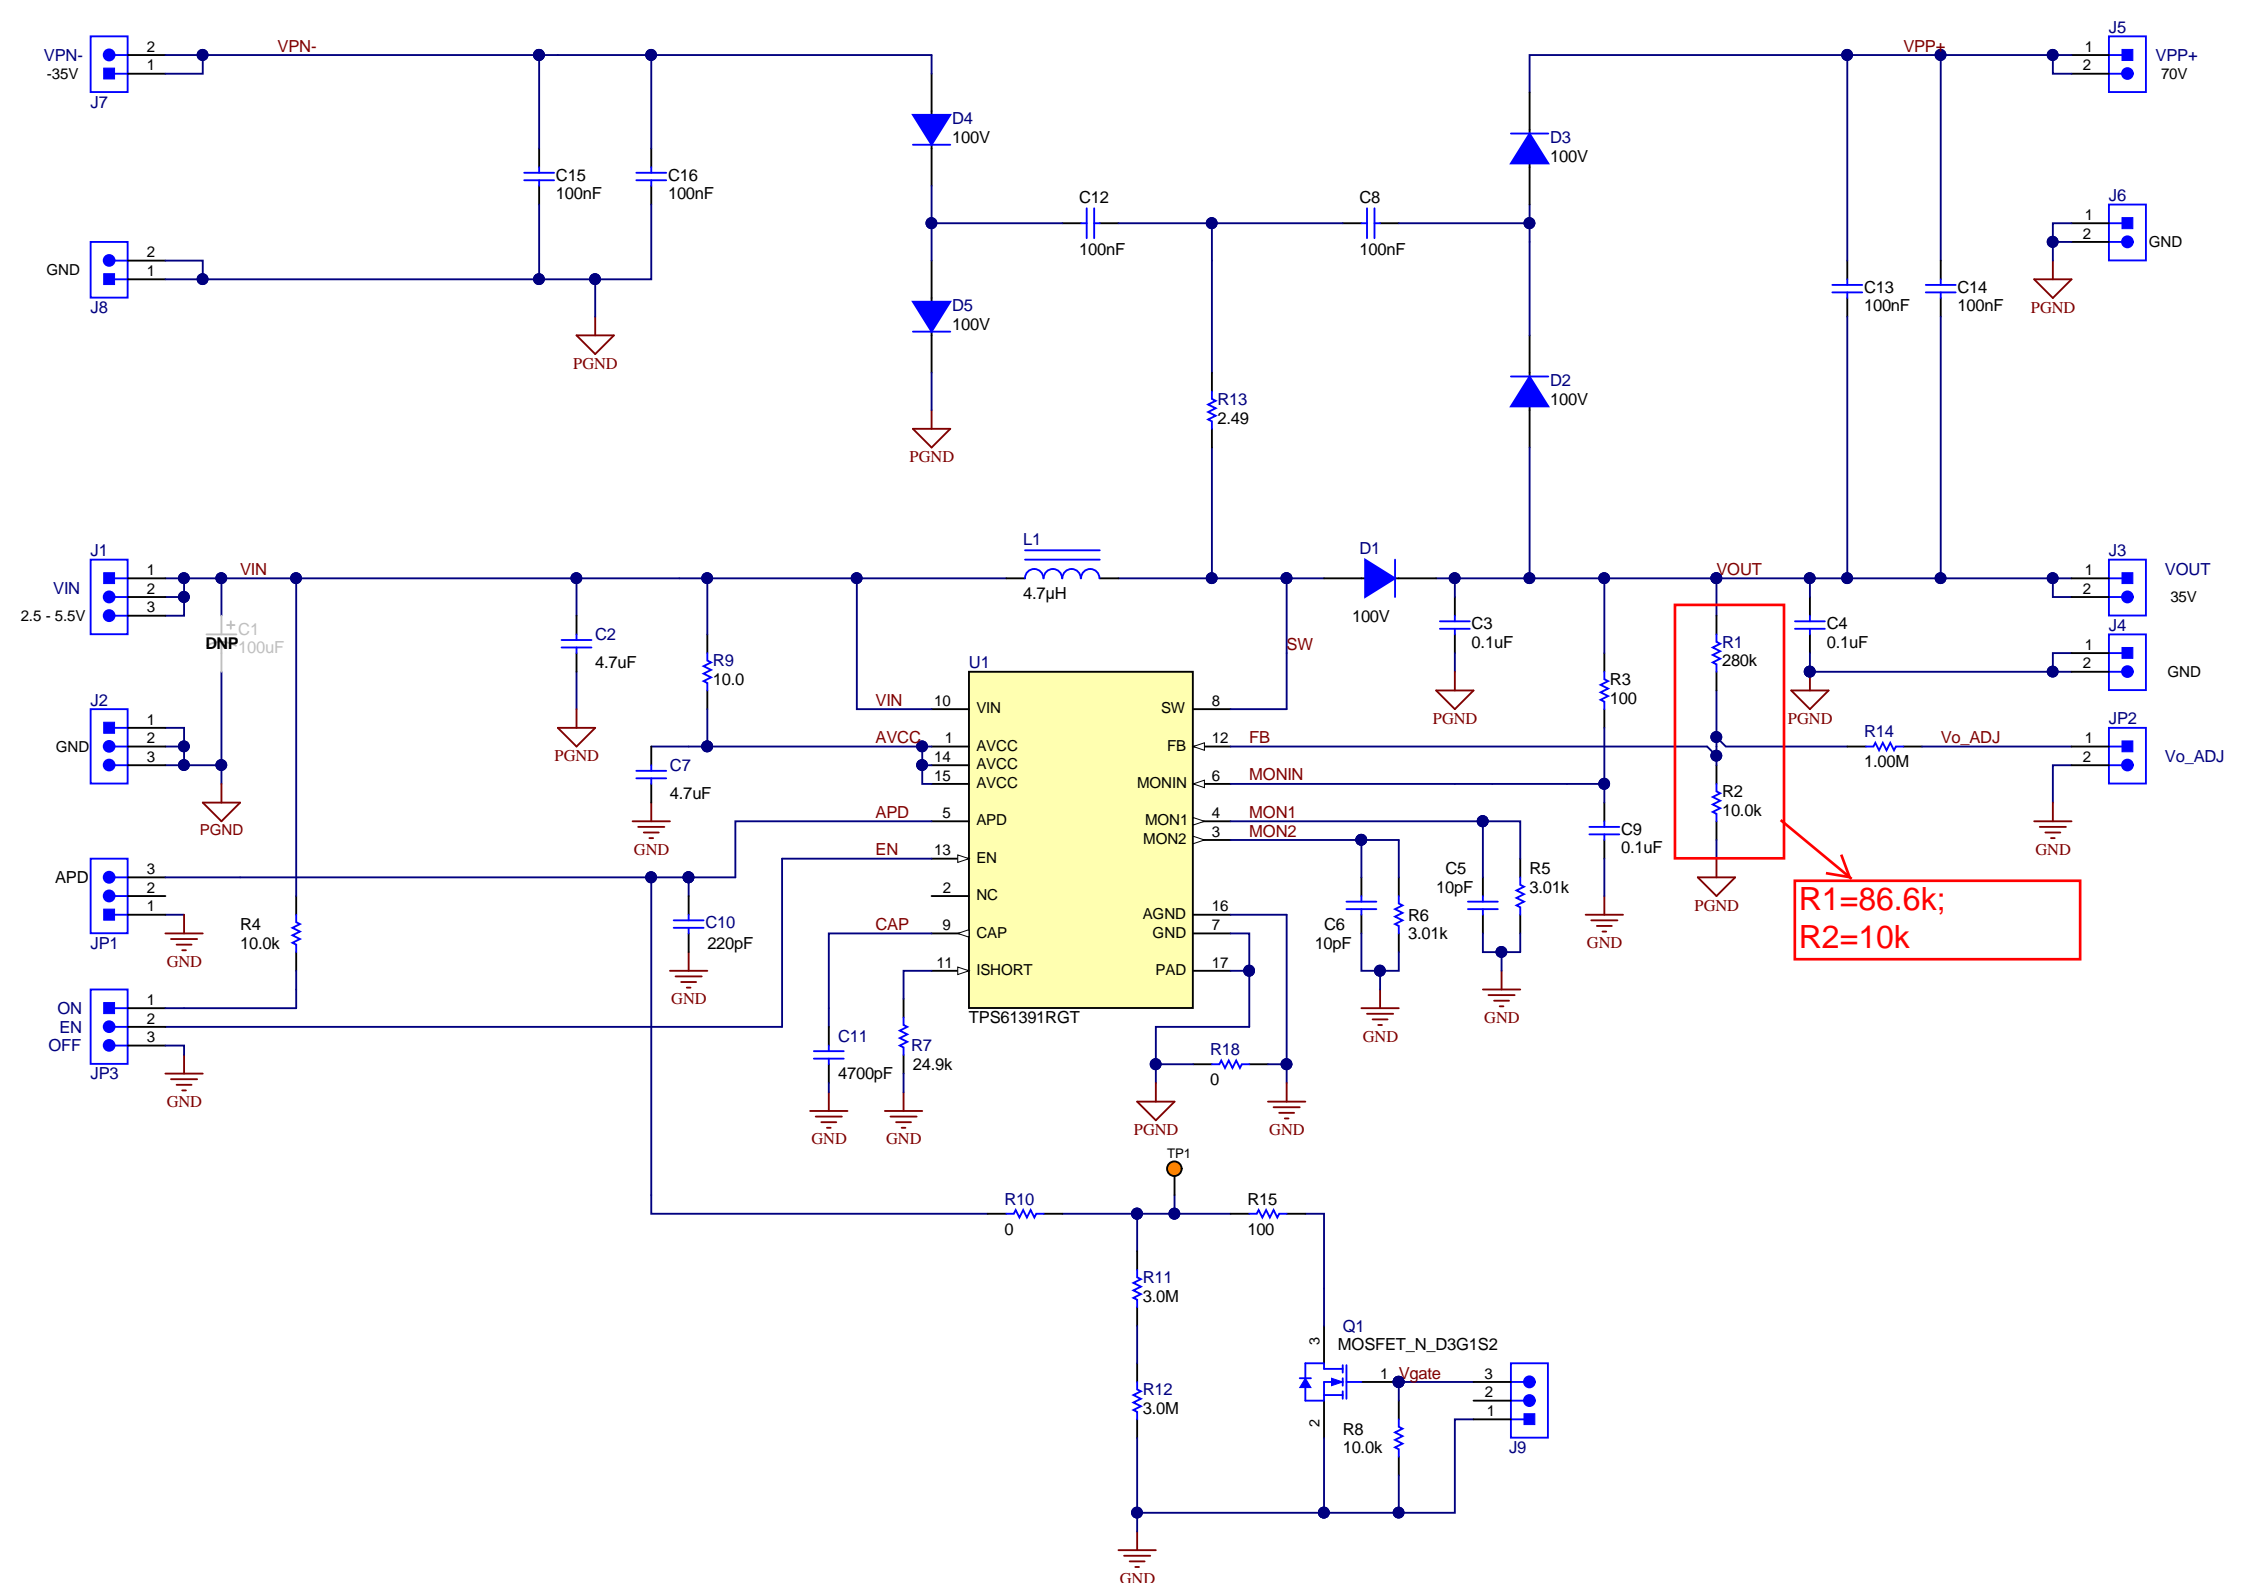 VPN-
-35V
2
1
J7
VPN-
C15
100nF
C16
100nF
GND
2
1
J8
PGND
D4
100V
D5
100V
PGND
C12
100nF
C8
100nF
R13
2.49
D3
100V
D2
100V
VPP+
J5
1
2
VPP+
70V
J6
1
2
GND
PGND
C13
100nF
C14
100nF
J1
VIN
2.5 - 5.5V
1
2
3
VIN
C1
100uF
DNP
C2
4.7uF
PGND
R9
10.0
L1
4.7µH
D1
100V
SW
C3
0.1uF
PGND
R3
100
VOUT
R1
280k
R2
10.0k
PGND
C4
0.1uF
PGND
J3
1
2
VOUT
35V
J4
1
2
GND
JP2
1
2
Vo_ADJ
R14
1.00M
Vo_ADJ
GND
R1=86.6k;
R2=10k
J2
GND
1
2
3
PGND
C7
4.7uF
GND
U1
VIN
10
VIN
AVCC
1
AVCC
14
AVCC
15
AVCC
APD
5
APD
EN
13
EN
2
NC
CAP
9
CAP
11
ISHORT
SW
8
FB
12
FB
MONIN
6
MONIN
MON1
4
MON1
MON2
3
MON2
AGND
16
GND
7
PAD
17
TPS61391RGT
C9
0.1uF
GND
C5
10pF
R5
3.01k
GND
C6
10pF
R6
3.01k
GND
APD
3
2
1
JP1
GND
R4
10.0k
C10
220pF
GND
ON
EN
OFF
1
2
3
JP3
GND
C11
4700pF
GND
R7
24.9k
GND
R18
0
PGND
GND
TP1
R10
0
R15
100
R11
3.0M
R12
3.0M
Q1
MOSFET_N_D3G1S2
3
2
1
Vgate
3
2
1
R8
10.0k
J9
GND